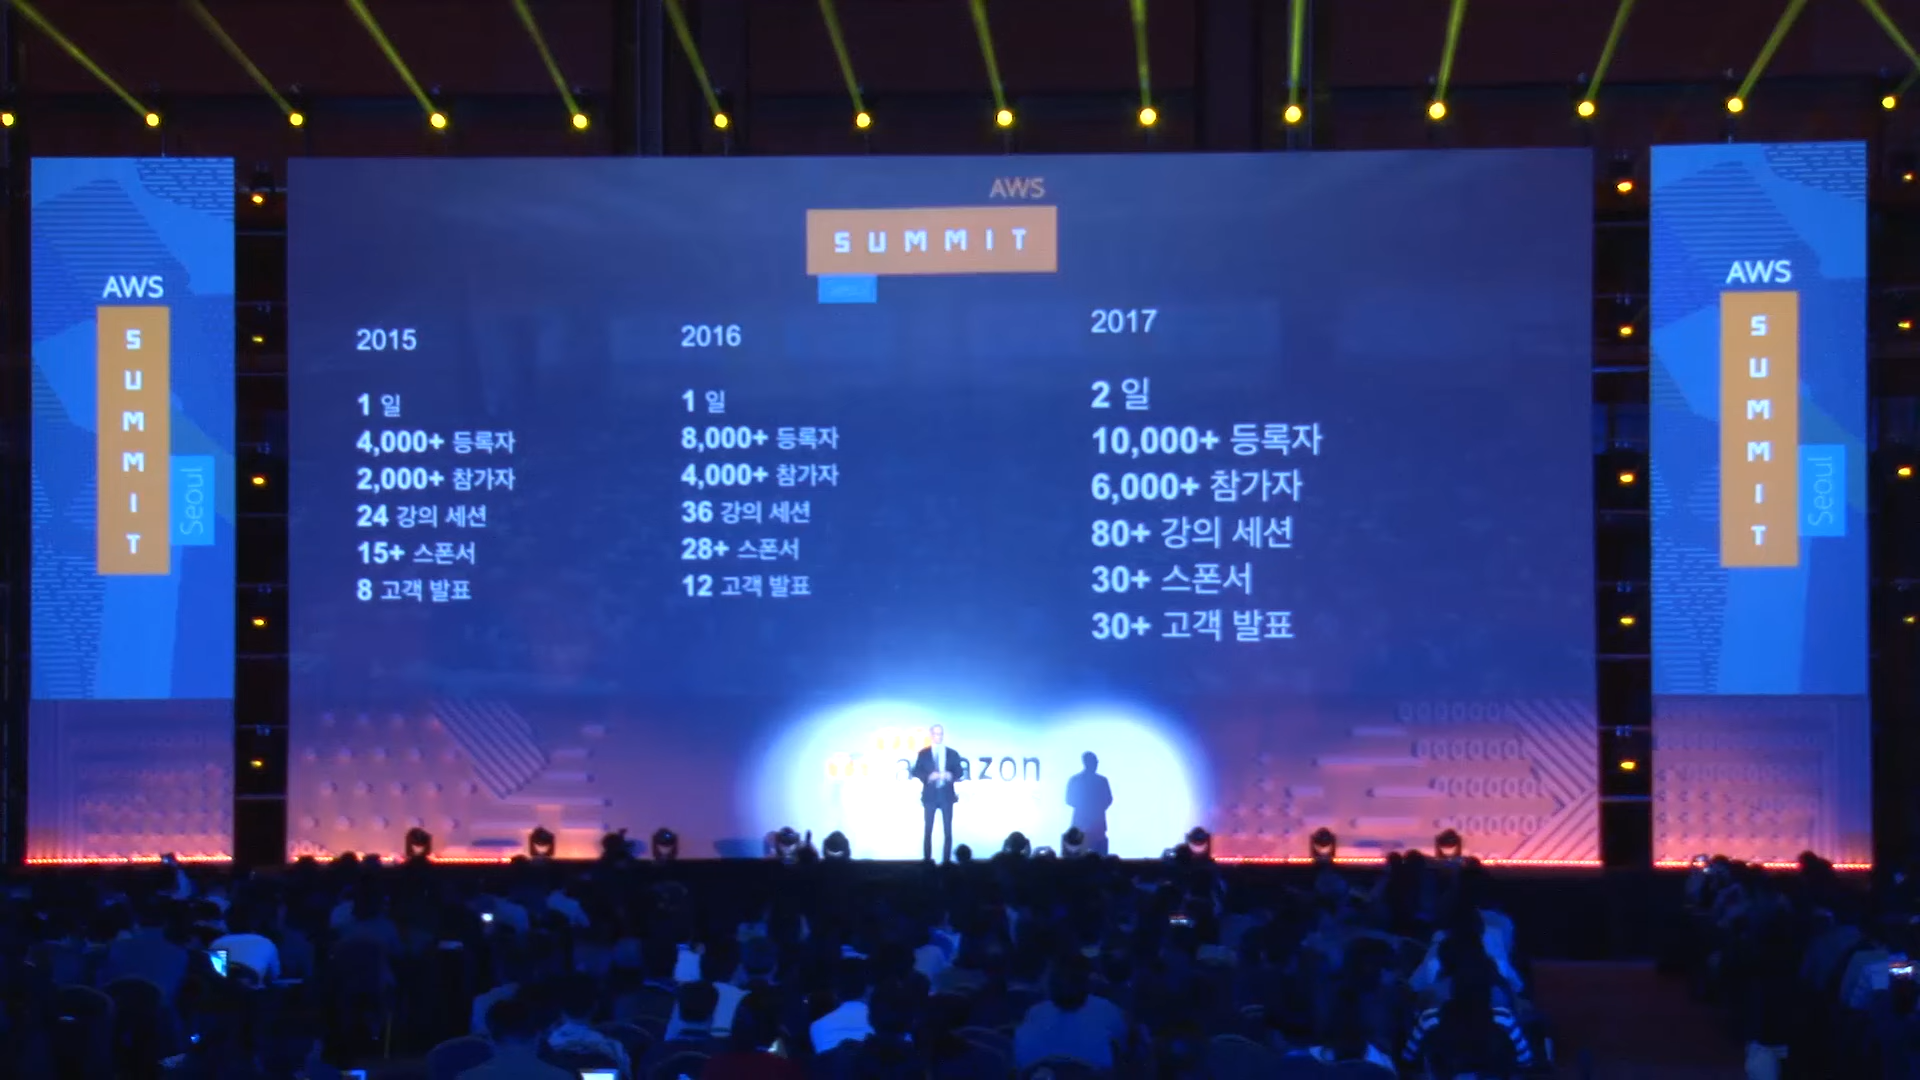 AWS
SUMMIT
Seoul
AWS
SUMMIT
Seoul
2015
1 일
4,000+ 등록자
2,000+ 참가자
24 강의 세션
15+ 스폰서
8 고객 발표
2016
1 일
8,000+ 등록자
4,000+ 참가자
36 강의 세션
28+ 스폰서
12 고객 발표
2017
2 일
10,000+ 등록자
6,000+ 참가자
80+ 강의 세션
30+ 스폰서
30+ 고객 발표
amazon
AWS
SUMMIT
Seoul